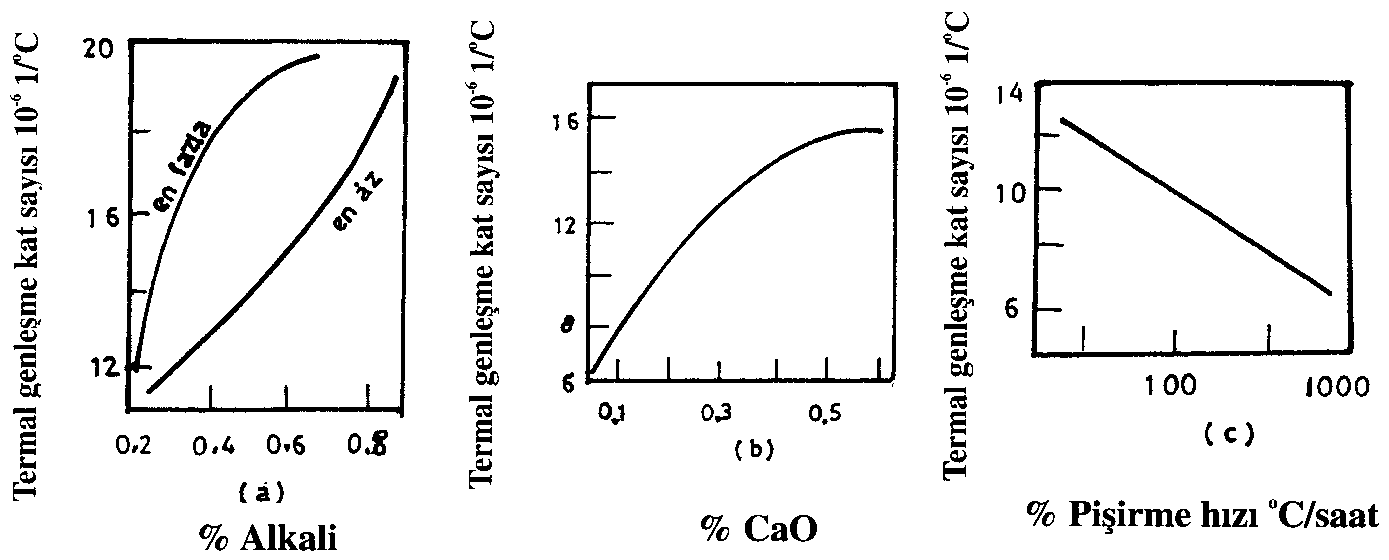 Termal genleşme kat sayısı 10⁻⁶ 1/°C
20
16
12
en fazla
en áz
0.2 0.4 0.6 0.8
(a)
% Alkali
Termal genleşme kat sayısı 10⁻⁶ 1/°C
16
12
8
6
0.1 0.3 0.5
(b)
% CaO
Termal genleşme kat sayısı 10⁻⁶ 1/°C
14
10
6
100 1000
(c)
% Pişirme hızı °C/saat